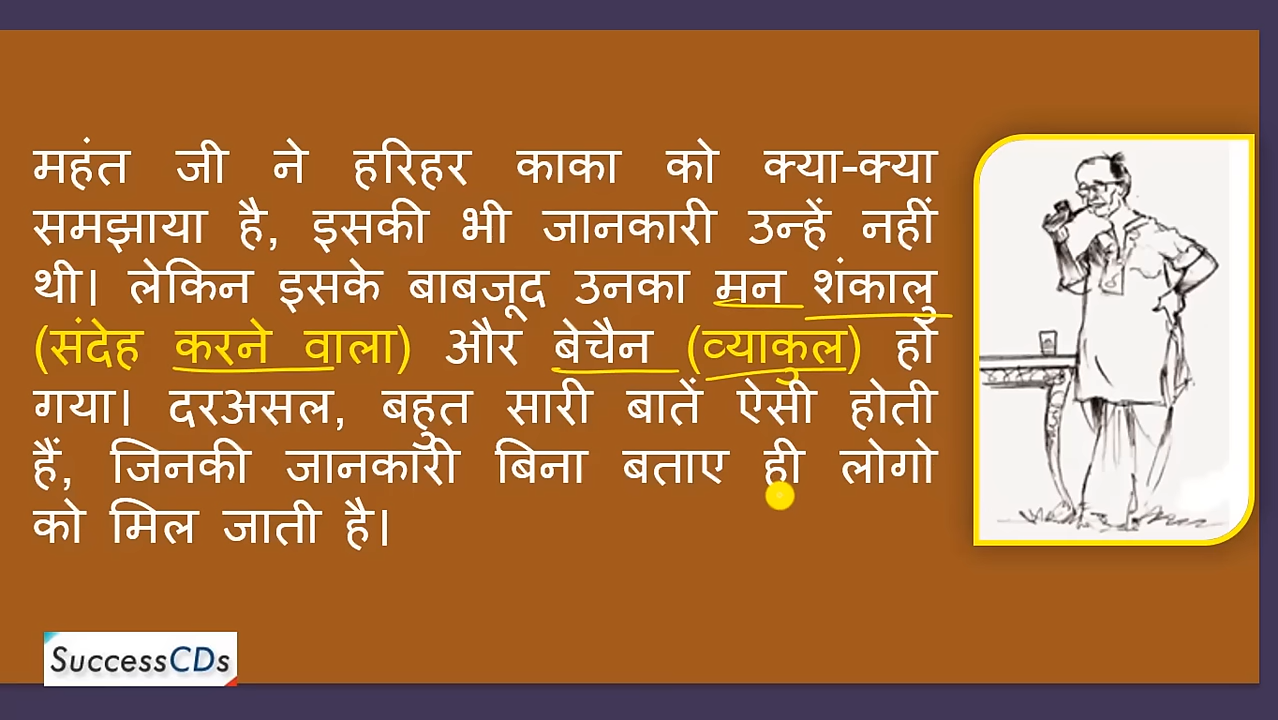 महंत जी ने हरिहर काका को क्या-क्या
समझाया है, इसकी भी जानकारी उन्हें नहीं
थी। लेकिन इसके बाबजूद उनका मन शंकालु
(संदेह करने वाला) और बेचैन (व्याकुल) हो
गया। दरअसल, बहुत सारी बातें ऐसी होती
हैं, जिनकी जानकारी बिना बताए ही लोगो
को मिल जाती है।
SuccessCDs